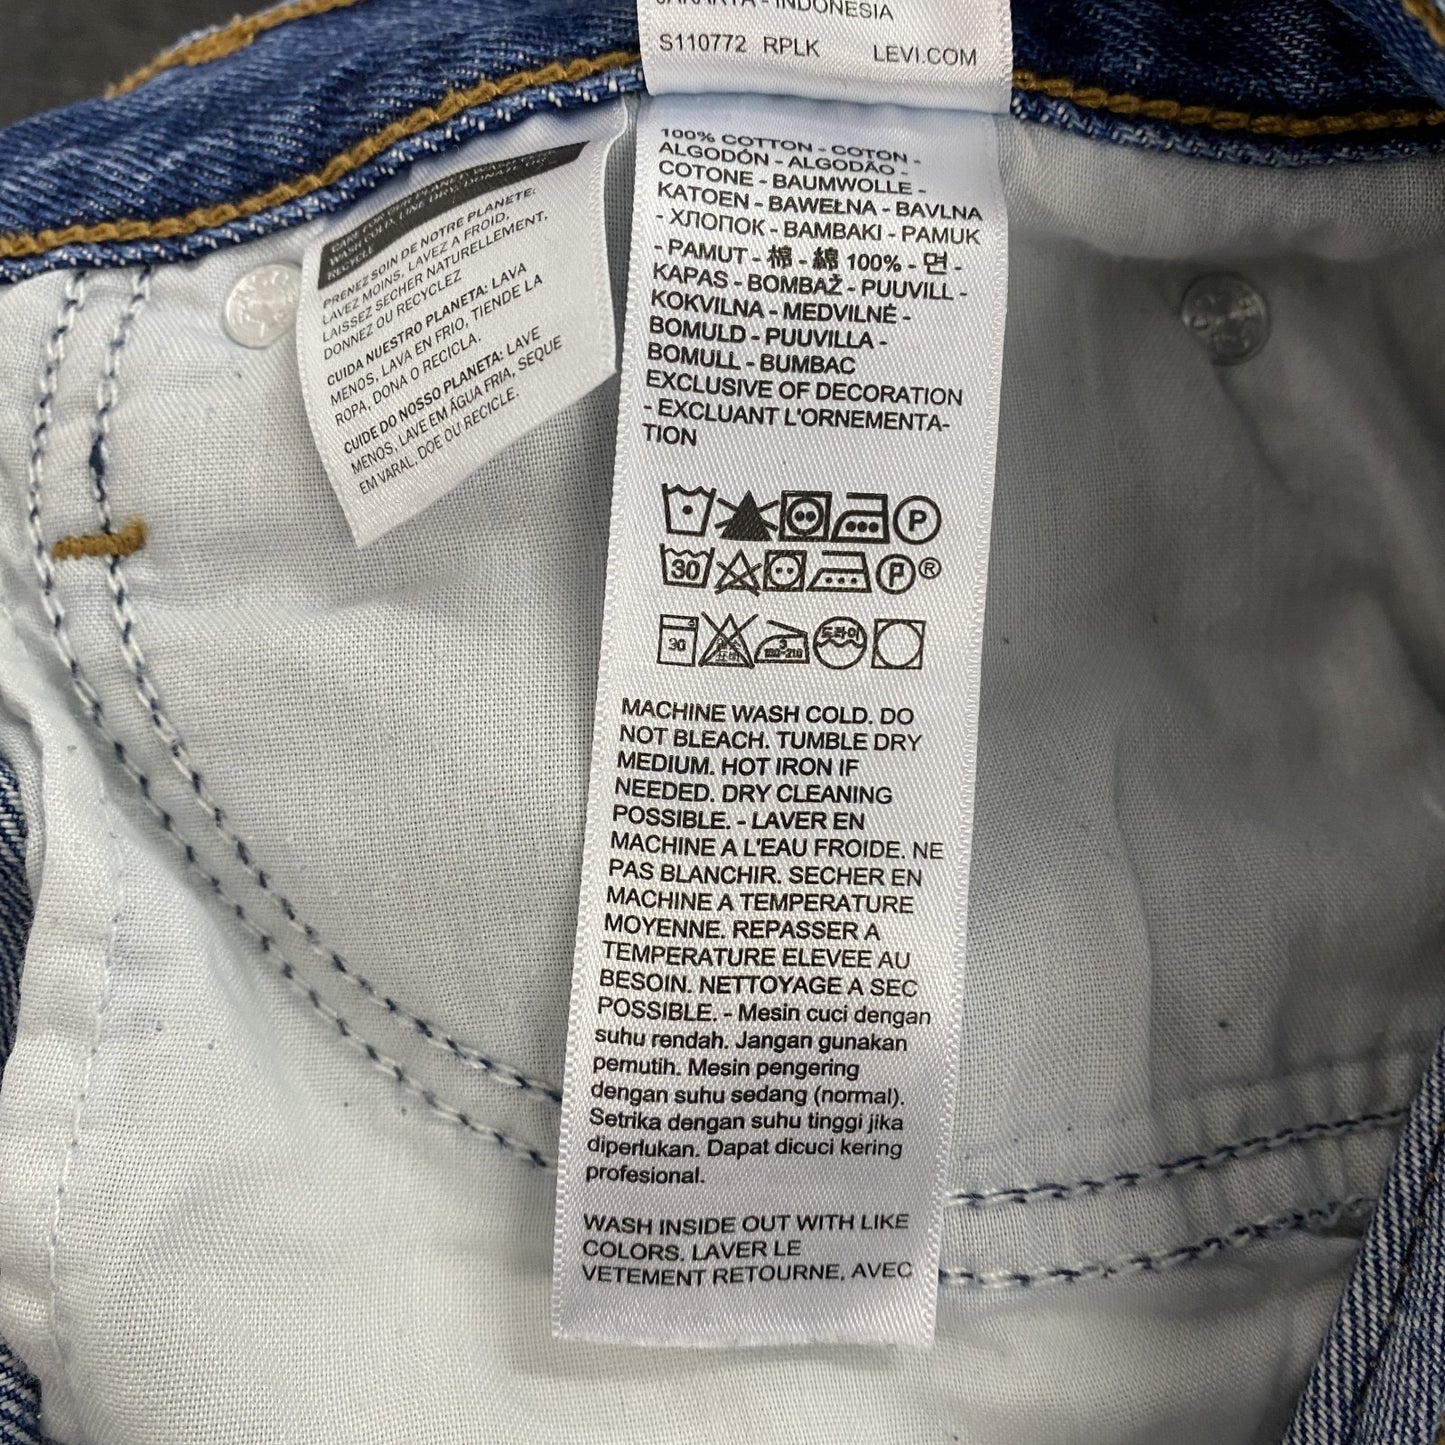 JAKARTA - INDONESIA
S110772 RPLK LEVI.COM
PRENEZ SOIN DE NOTRE PLANETE:
LAVEZ MOINS, LAVEZ A FROID,
LAISSEZ SECHER NATURELLEMENT,
DONNEZ OU RECYCLEZ
CUIDA NUESTRO PLANETA: LAVA
MENOS, LAVA EN FRIO, TIENDE LA
ROPA, DONA O RECICLA.
CUIDE DO NOSSO PLANETA: LAVE
MENOS, LAVE EM ÁGUA FRIA, SEQUE
EM VARAL, DOE OU RECICLE.
100% COTTON - COTON -
ALGODÓN - ALGODÃO -
COTONE - BAUMWOLLE -
KATOEN - BAWEŁNA - BAVLNA
- ХЛОПОК - BAMBAKI - PAMUK
- PAMUT - 棉 - 綿 100% - 면 -
KAPAS - BOMBAŽ - PUUVILL -
KOKVILNA - MEDVILNĖ -
BOMULD - PUUVILLA -
BOMULL - BUMBAC
EXCLUSIVE OF DECORATION
- EXCLUANT L'ORNEMENTA-
TION
P
30 P ®
30 3 180-210 드라이
MACHINE WASH COLD. DO
NOT BLEACH. TUMBLE DRY
MEDIUM. HOT IRON IF
NEEDED. DRY CLEANING
POSSIBLE. - LAVER EN
MACHINE A L'EAU FROIDE. NE
PAS BLANCHIR. SECHER EN
MACHINE A TEMPERATURE
MOYENNE. REPASSER A
TEMPERATURE ELEVEE AU
BESOIN. NETTOYAGE A SEC
POSSIBLE. - Mesin cuci dengan
suhu rendah. Jangan gunakan
pemutih. Mesin pengering
dengan suhu sedang (normal).
Setrika dengan suhu tinggi jika
diperlukan. Dapat dicuci kering
profesional.
WASH INSIDE OUT WITH LIKE
COLORS. LAVER LE
VETEMENT RETOURNE, AVEC